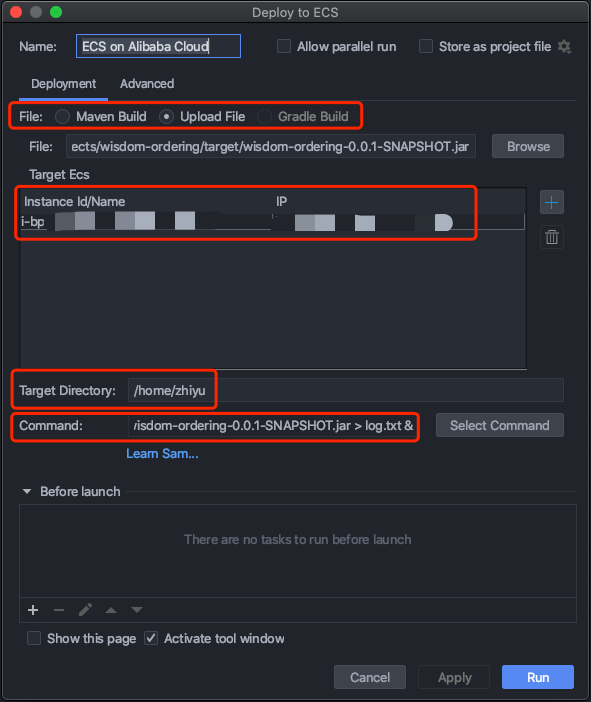 Deploy to ECS
Name: ECS on Alibaba Cloud Allow parallel run Store as project file
Deployment Advanced
File: Maven Build Upload File Gradle Build
File: ects/wisdom-ordering/target/wisdom-ordering-0.0.1-SNAPSHOT.jar Browse
Target Ecs
Instance Id/Name IP
i-bp
Target Directory: /home/zhiyu
Command: visdom-ordering-0.0.1-SNAPSHOT.jar > log.txt & Select Command
Learn Sam...
Before launch
There are no tasks to run before launch
Show this page Activate tool window
Cancel Apply Run